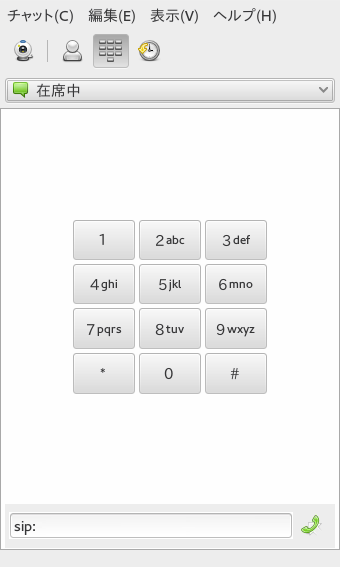 チャット(C) 編集(E) 表示(V) ヘルプ(H)
在席中
1 2abc 3def
4ghi 5jkl 6mno
7pqrs 8tuv 9wxyz
* 0 #
sip: